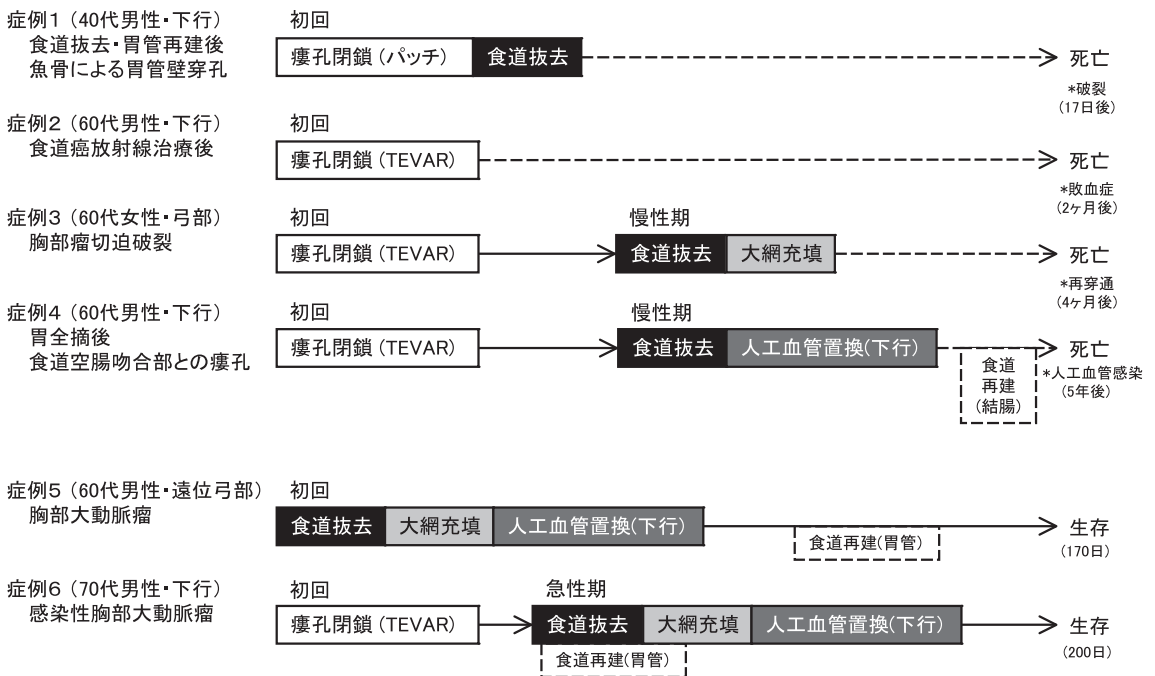 症例1(40代男性・下行)
食道抜去・胃管再建後
魚骨による胃管壁穿孔
初回
瘻孔閉鎖(パッチ)
食道抜去
死亡
*破裂
(17日後)
症例2(60代男性・下行)
食道癌放射線治療後
初回
瘻孔閉鎖(TEVAR)
死亡
*敗血症
(2ヶ月後)
症例3(60代女性・弓部)
胸部瘤切迫破裂
初回
瘻孔閉鎖(TEVAR)
慢性期
食道抜去
大網充填
死亡
*再穿通
(4ヶ月後)
症例4(60代男性・下行)
胃全摘後
食道空腸吻合部との瘻孔
初回
瘻孔閉鎖(TEVAR)
慢性期
食道抜去
人工血管置換(下行)
食道
再建
(結腸)
死亡
*人工血管感染
(5年後)
症例5(60代男性・遠位弓部)
胸部大動脈瘤
初回
食道抜去
大網充填
人工血管置換(下行)
食道再建(胃管)
生存
(170日)
症例6(70代男性・下行)
感染性胸部大動脈瘤
初回
瘻孔閉鎖(TEVAR)
急性期
食道抜去
大網充填
人工血管置換(下行)
食道再建(胃管)
生存
(200日)